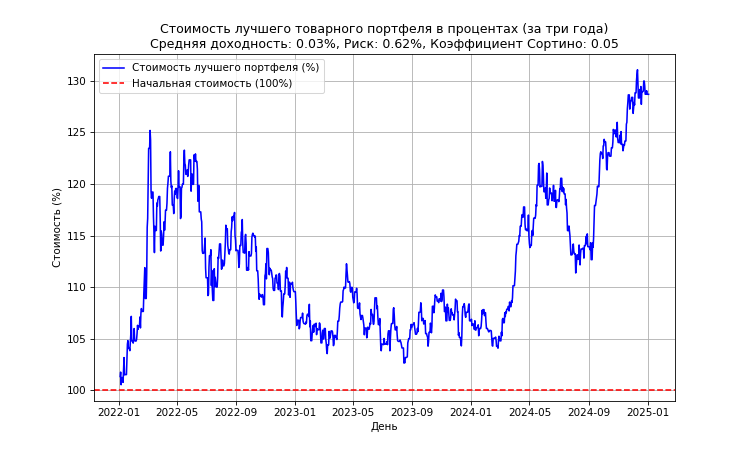 Стоимость лучшего товарного портфеля в процентах (за три года)
Средняя доходность: 0.03%, Риск: 0.62%, Коэффициент Сортино: 0.05
Стоимость лучшего портфеля (%)
Начальная стоимость (100%)
Стоимость (%)
130
125
120
115
110
105
100
2022-01 2022-05 2022-09 2023-01 2023-05 2023-09 2024-01 2024-05 2024-09 2025-01
День